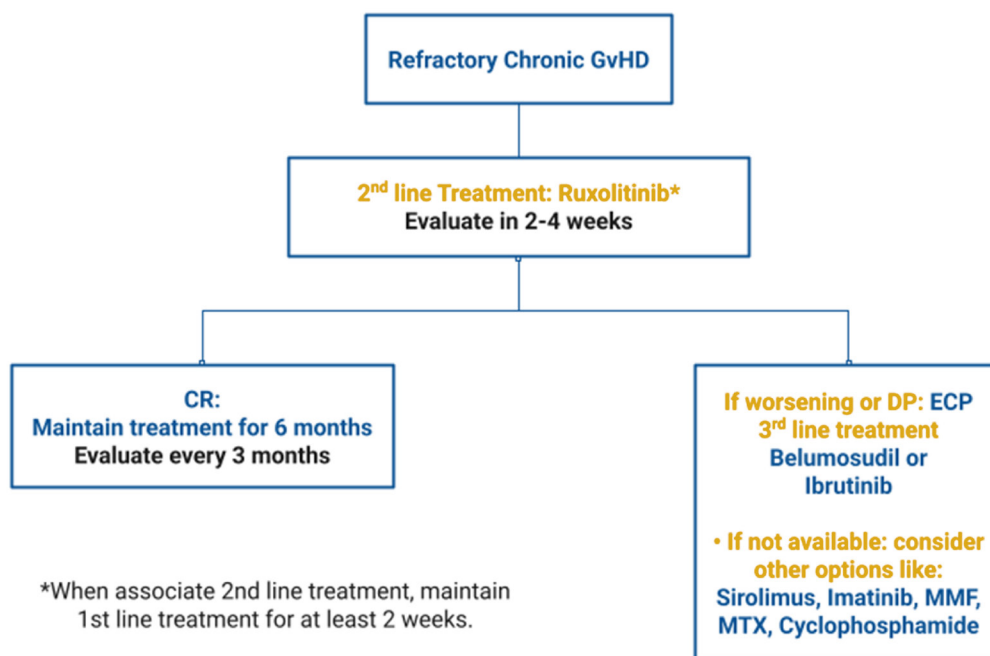 Refractory Chronic GvHD
2nd line Treatment: Ruxolitinib*
Evaluate in 2-4 weeks
CR:
Maintain treatment for 6 months
Evaluate every 3 months
If worsening or DP: ECP
3rd line treatment
Belumosudil or
Ibrutinib
• If not available: consider
other options like:
Sirolimus, Imatinib, MMF,
MTX, Cyclophosphamide
*When associate 2nd line treatment, maintain
1st line treatment for at least 2 weeks.